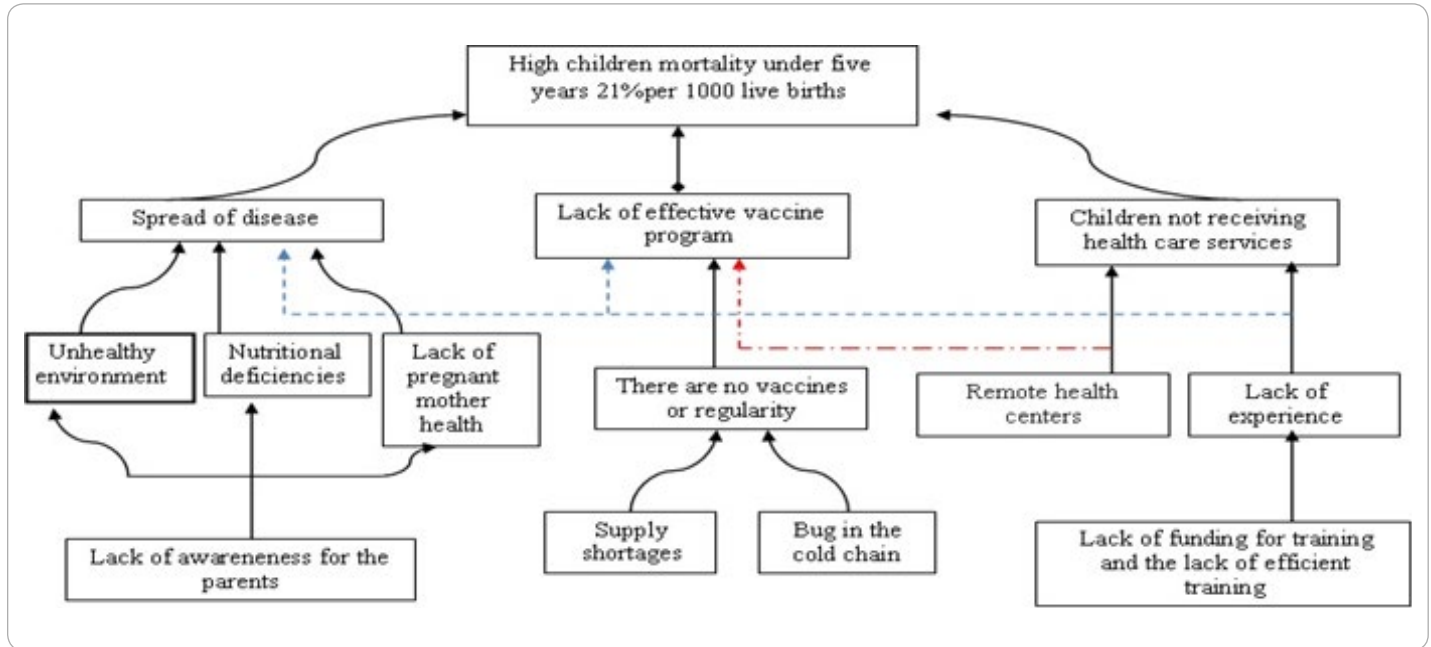 High children mortality under five
years 21%per 1000 live births
Spread of disease
Lack of effective vaccine
program
Children not receiving
health care services
Unhealthy
environment
Nutritional
deficiencies
Lack of
pregnant
mother
health
There are no vaccines
or regularity
Remote health
centers
Lack of
experience
Lack of awareneness for the
parents
Supply
shortages
Bug in the
cold chain
Lack of funding for training
and the lack of efficient
training